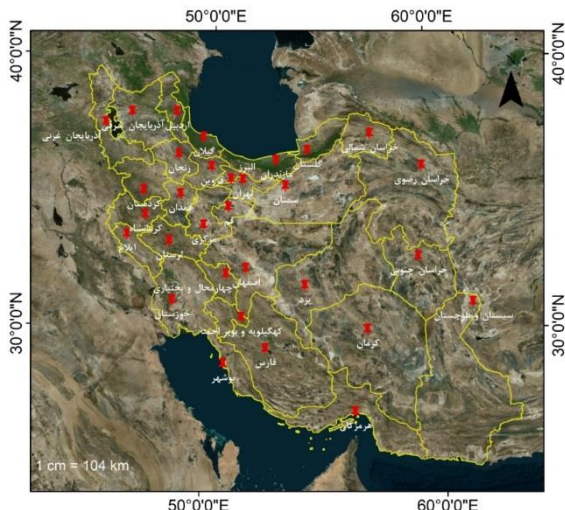 50°0'0"E 60°0'0"E
40°0'0"N 40°0'0"N
اردبیل
آذربایجان شرقی
آذربایجان غربی
گیلان
خراسان شمالی
گلستان
مازندران
البرز
قزوین
زنجان
خراسان رضوی
تهران
سمنان
کردستان
همدان
قم
کرمانشاه
مرکزی
ایلام
لرستان
اصفهان
خراسان جنوبی
چهارمحال و بختیاری
یزد
خوزستان
سیستان و بلوچستان
کهگیلویه و بویر احمد
کرمان
فارس
بوشهر
هرمزگان
30°0'0"N 30°0'0"N
1 cm = 104 km
50°0'0"E 60°0'0"E